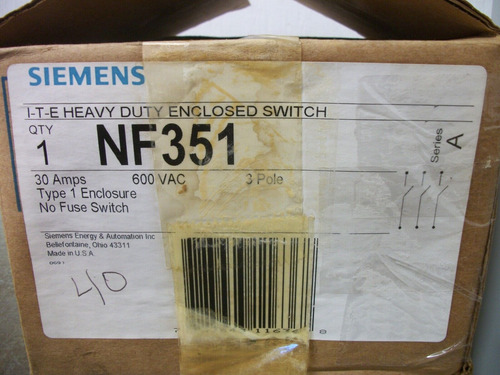 SIEMENS
I-T-E HEAVY DUTY ENCLOSED SWITCH
QTY
1 NF351
30 Amps 600 VAC 3 Pole
Type 1 Enclosure
No Fuse Switch
Series A
Siemens Energy & Automation Inc
Bellefontaine, Ohio 43311
Made in U.S.A